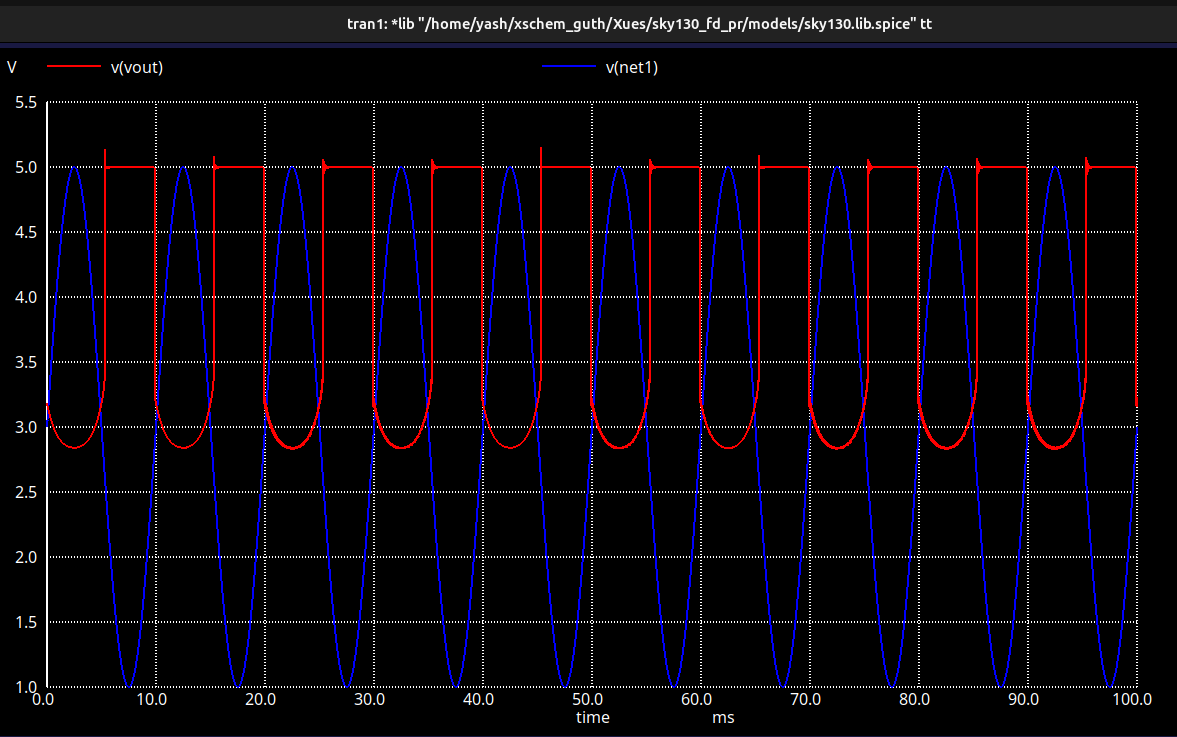 tran1: *lib "/home/yash/xschem_guth/Xues/sky130_fd_pr/models/sky130.lib.spice" tt
V v(vout) v(net1)
5.5
5.0
4.5
4.0
3.5
3.0
2.5
2.0
1.5
1.0
0.0 10.0 20.0 30.0 40.0 50.0 60.0 70.0 80.0 90.0 100.0
time ms